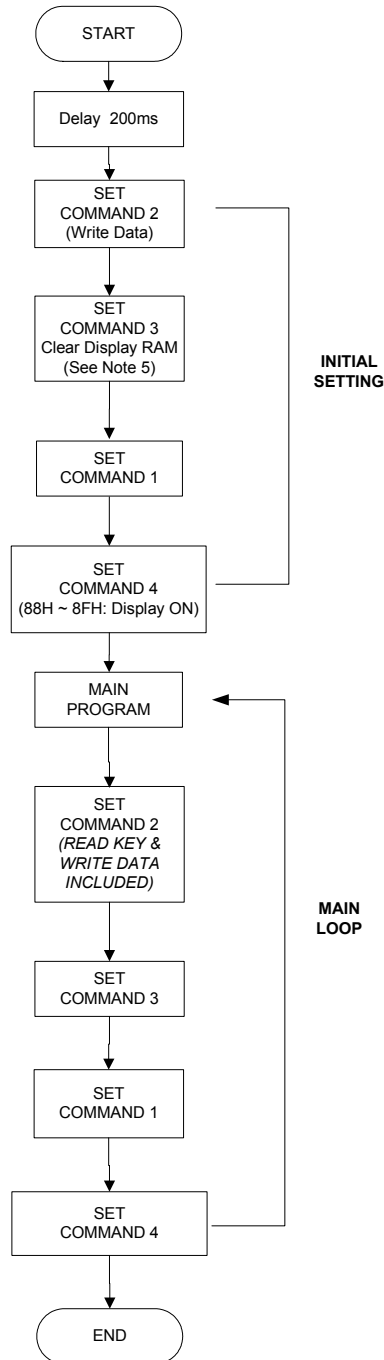 START
Delay 200ms
SET
COMMAND 2
(Write Data)
SET
COMMAND 3
Clear Display RAM
(See Note 5)
INITIAL
SETTING
SET
COMMAND 1
SET
COMMAND 4
(88H ~ 8FH: Display ON)
MAIN
PROGRAM
SET
COMMAND 2
(READ KEY &
WRITE DATA
INCLUDED)
MAIN
LOOP
SET
COMMAND 3
SET
COMMAND 1
SET
COMMAND 4
END